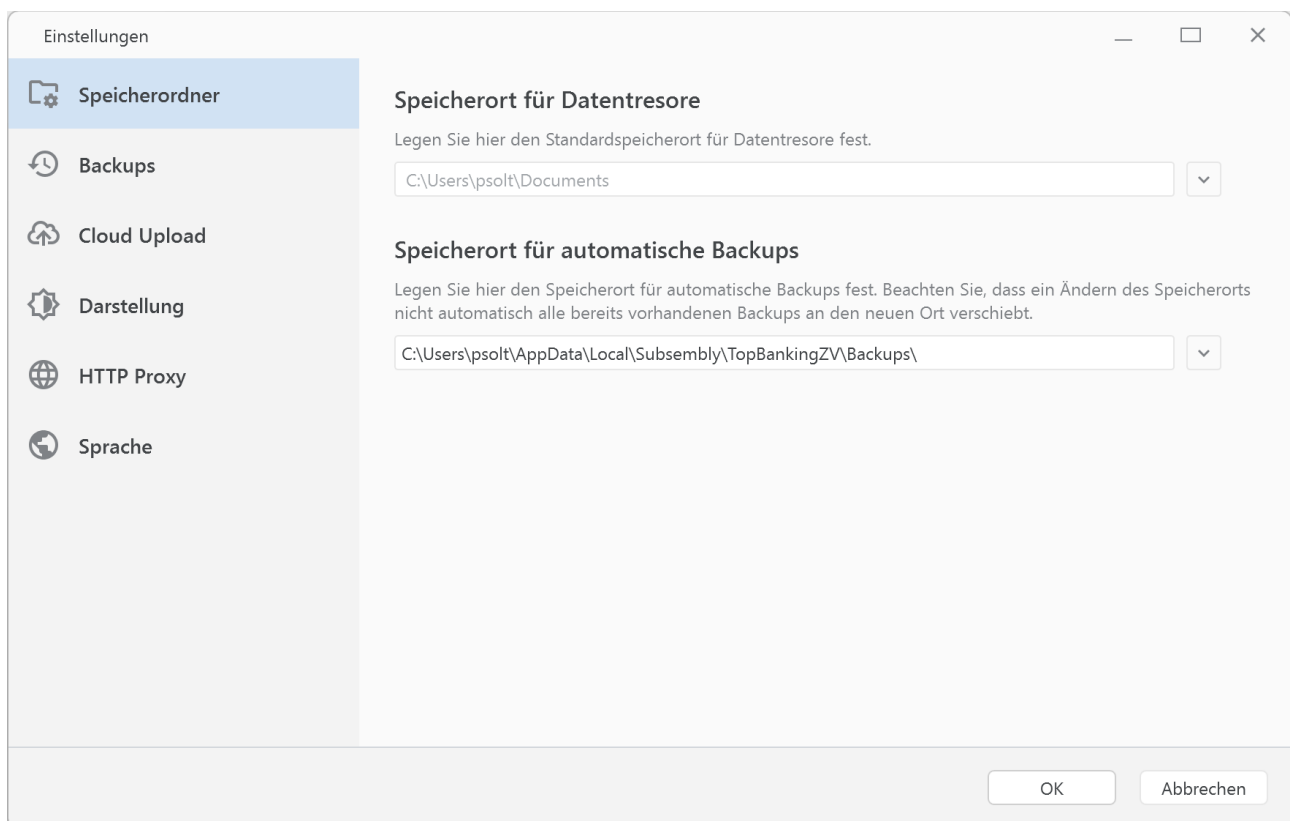 Einstellungen
Speicherordner
Backups
Cloud Upload
Darstellung
HTTP Proxy
Sprache
Speicherort für Datentresore
Legen Sie hier den Standardspeicherort für Datentresore fest.
C:\Users\psolt\Documents
Speicherort für automatische Backups
Legen Sie hier den Speicherort für automatische Backups fest. Beachten Sie, dass ein Ändern des Speicherorts
nicht automatisch alle bereits vorhandenen Backups an den neuen Ort verschiebt.
C:\Users\psolt\AppData\Local\Subsembly\TopBankingZV\Backups\
OK
Abbrechen